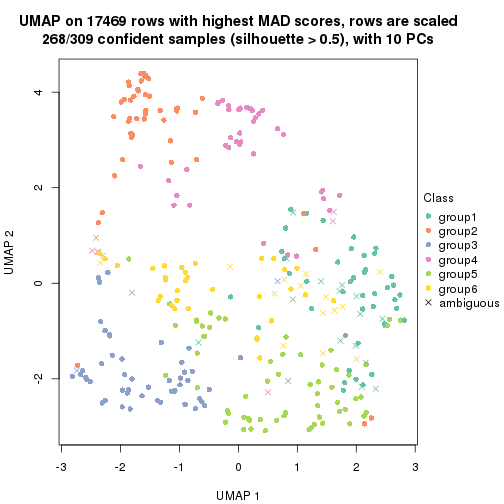 UMAP on 17469 rows with highest MAD scores, rows are scaled
268/309 confident samples (silhouette > 0.5), with 10 PCs
4
2
0
-2
UMAP 2
-3
-2
-1
0
1
2
3
UMAP 1
Class
group1
group2
group3
group4
group5
group6
ambiguous